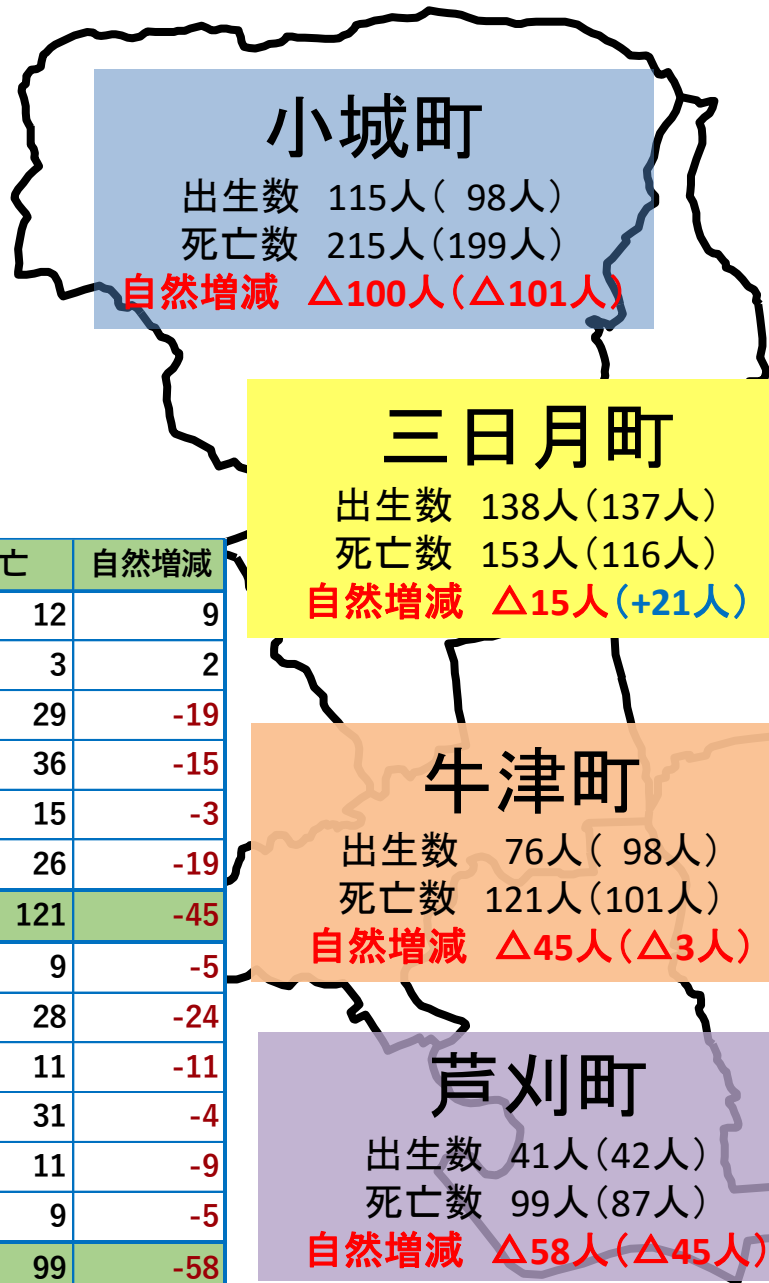 小城町
出生数 115人( 98人)
死亡数 215人(199人)
自然増減 △100人(△101人)
三日月町
出生数 138人(137人)
死亡数 153人(116人)
自然増減 △15人(+21人)
牛津町
出生数 76人( 98人)
死亡数 121人(101人)
自然増減 △45人(△3人)
芦刈町
出生数 41人(42人)
死亡数 99人(87人)
自然増減 △58人(△45人)
亡 自然増減
12 9
3 2
29 -19
36 -15
15 -3
26 -19
121 -45
9 -5
28 -24
11 -11
31 -4
11 -9
9 -5
99 -58